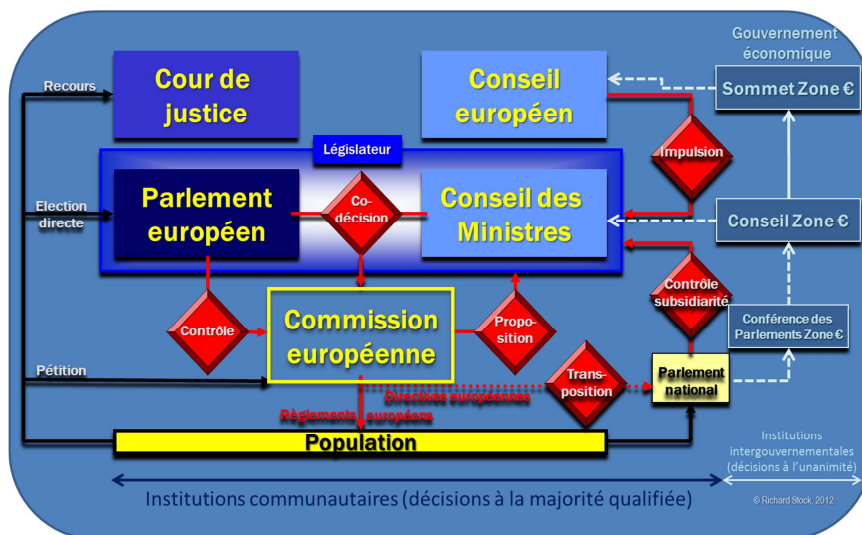 Gouvernement
économique
Recours
Cour de
justice
Conseil
européen
Sommet Zone €
Législateur
Impulsion
Election
directe
Parlement
européen
Co-
décision
Conseil des
Ministres
Conseil Zone €
Contrôle
subsidiarité
Contrôle
Commission
européenne
Propo-
sition
Conférence des
Parlements Zone €
Pétition
Trans-
position
Parlement
national
Directives européennes
Règlements européens
Population
Institutions
intergouvernementales
(décisions à l'unanimité)
Institutions communautaires (décisions à la majorité qualifiée)
© Richard Stock, 2012